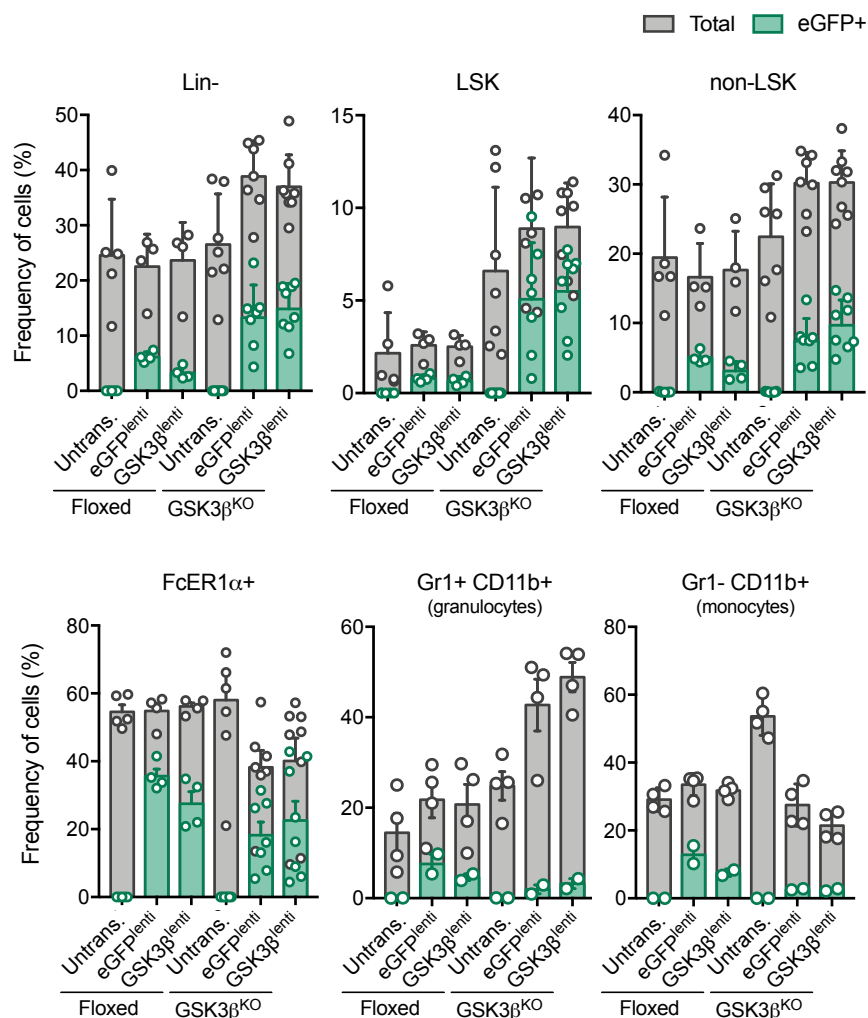 Total eGFP+
Lin- LSK non-LSK
Frequency of cells (%)
50
40
30
20
10
0
15
10
5
0
40
30
20
10
0
Untrans. eGFPlenti GSK3βlenti Untrans. eGFPlenti GSK3βlenti
Untrans. eGFPlenti GSK3βlenti Untrans. eGFPlenti GSK3βlenti
Untrans. eGFPlenti GSK3βlenti Untrans. eGFPlenti GSK3βlenti
Floxed GSK3βKO Floxed GSK3βKO Floxed GSK3βKO
FcER1α+ Gr1+ CD11b+ Gr1- CD11b+
(granulocytes) (monocytes)
Frequency of cells (%)
80
60
40
20
0
60
40
20
0
80
60
40
20
0
Untrans. eGFPlenti GSK3βlenti Untrans. eGFPlenti GSK3βlenti
Untrans. eGFPlenti GSK3βlenti Untrans. eGFPlenti GSK3βlenti
Untrans. eGFPlenti GSK3βlenti Untrans. eGFPlenti GSK3βlenti
Floxed GSK3βKO Floxed GSK3βKO Floxed GSK3βKO